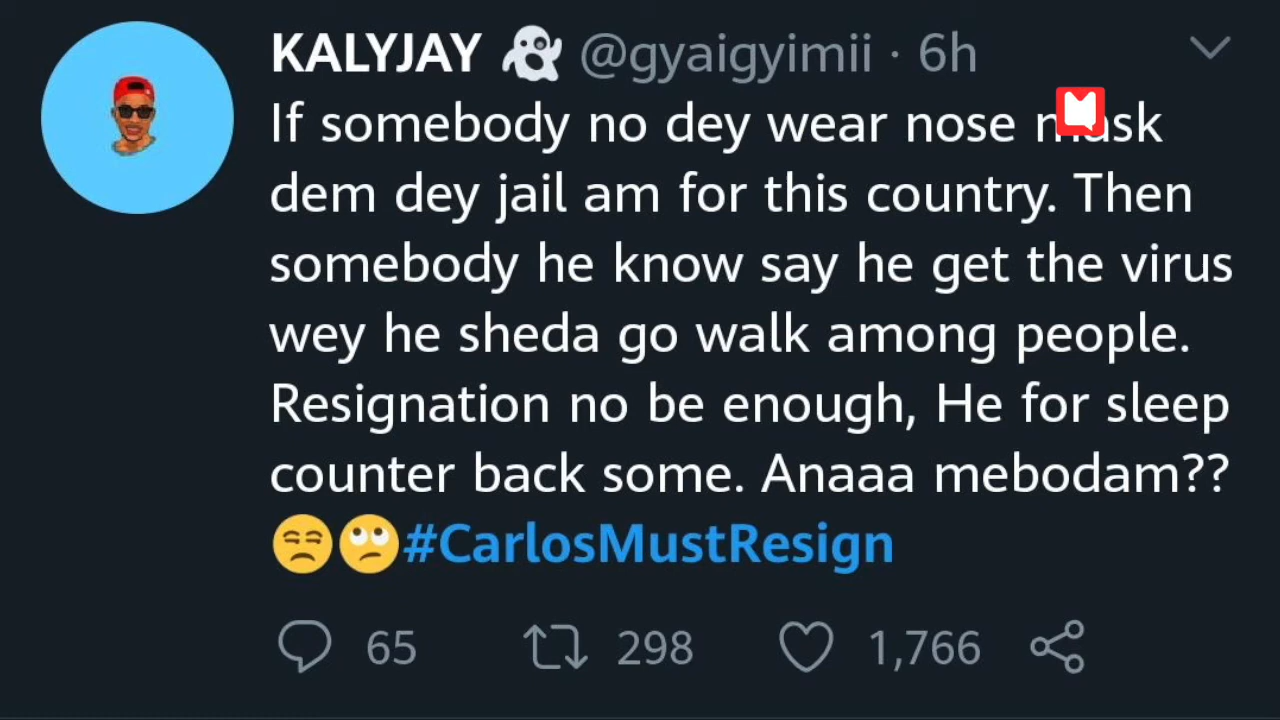 KALYJAY 👻 @gyaigyimii · 6h
If somebody no dey wear nose mask
dem dey jail am for this country. Then
somebody he know say he get the virus
wey he sheda go walk among people.
Resignation no be enough, He for sleep
counter back some. Anaaa mebodam??
😒🙄#CarlosMustResign
65 298 1,766